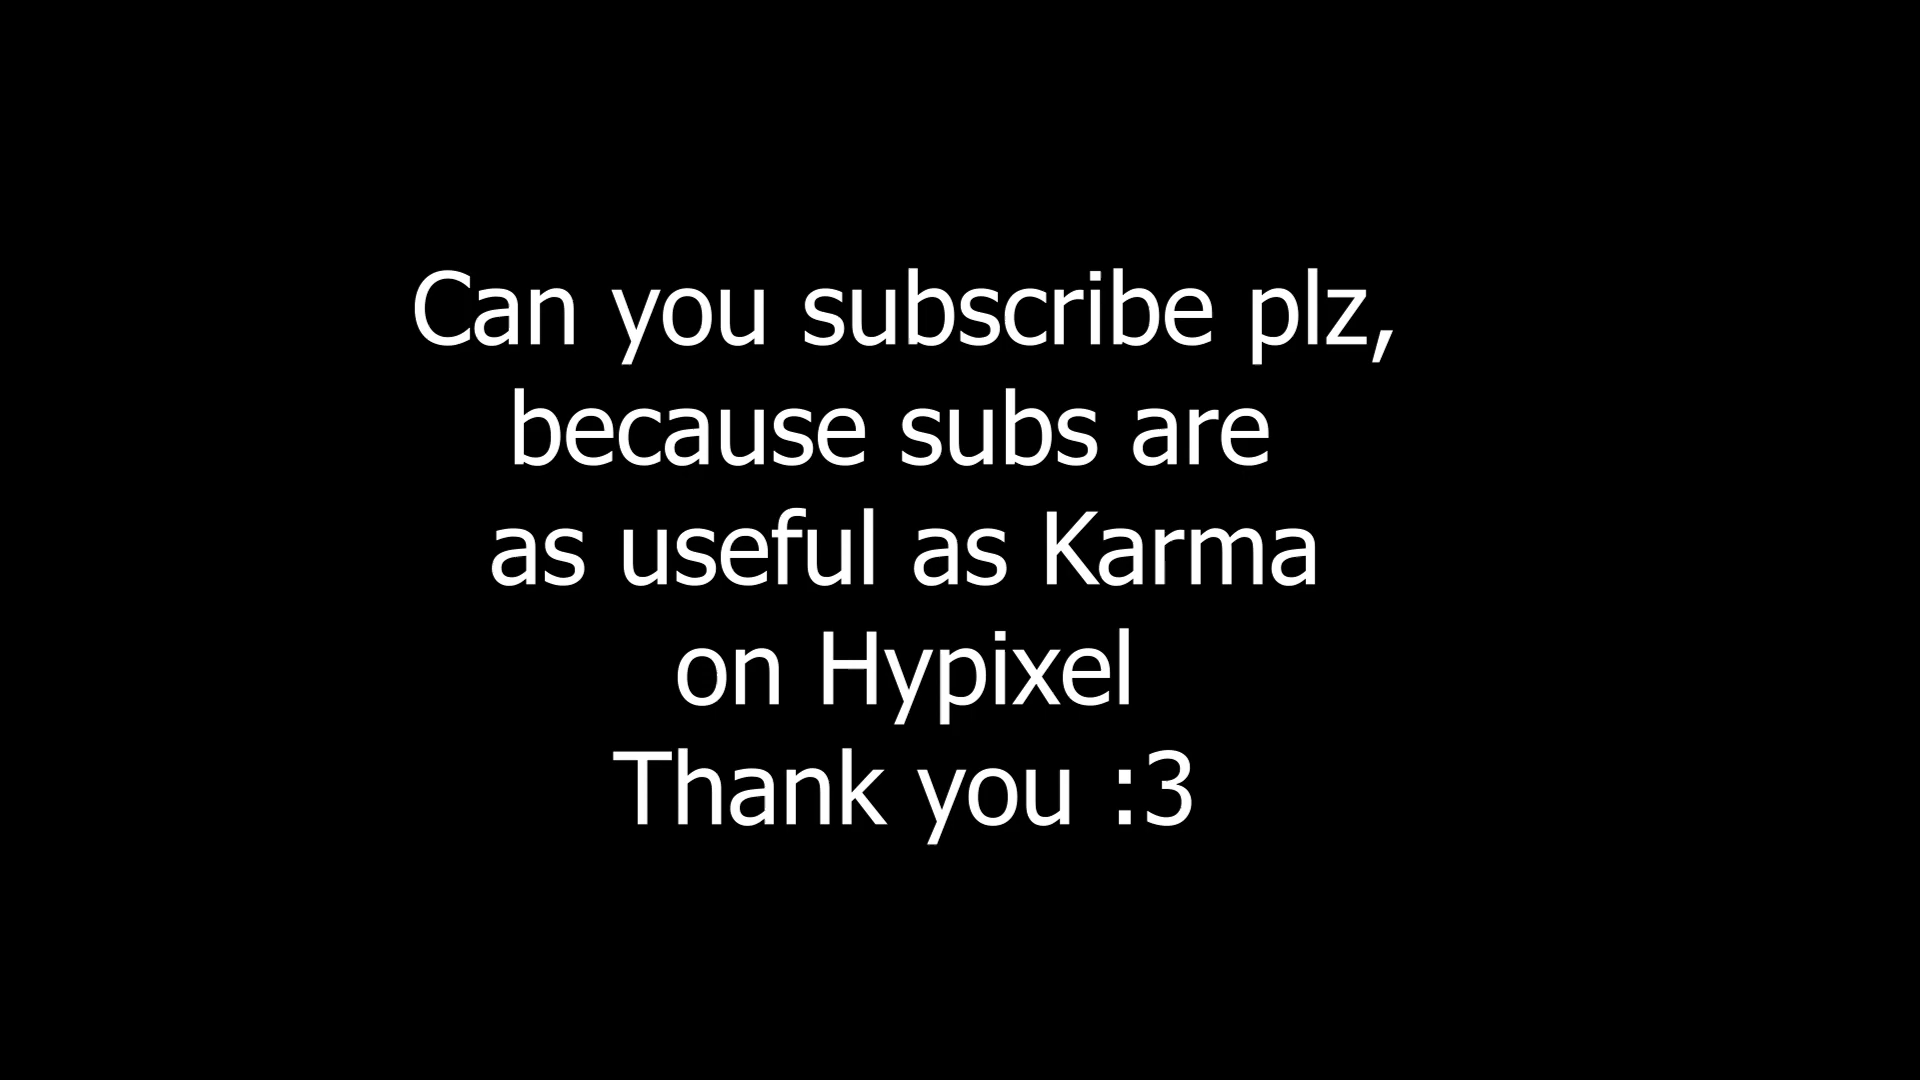 Can you subscribe plz,
because subs are
as useful as Karma
on Hypixel
Thank you :3